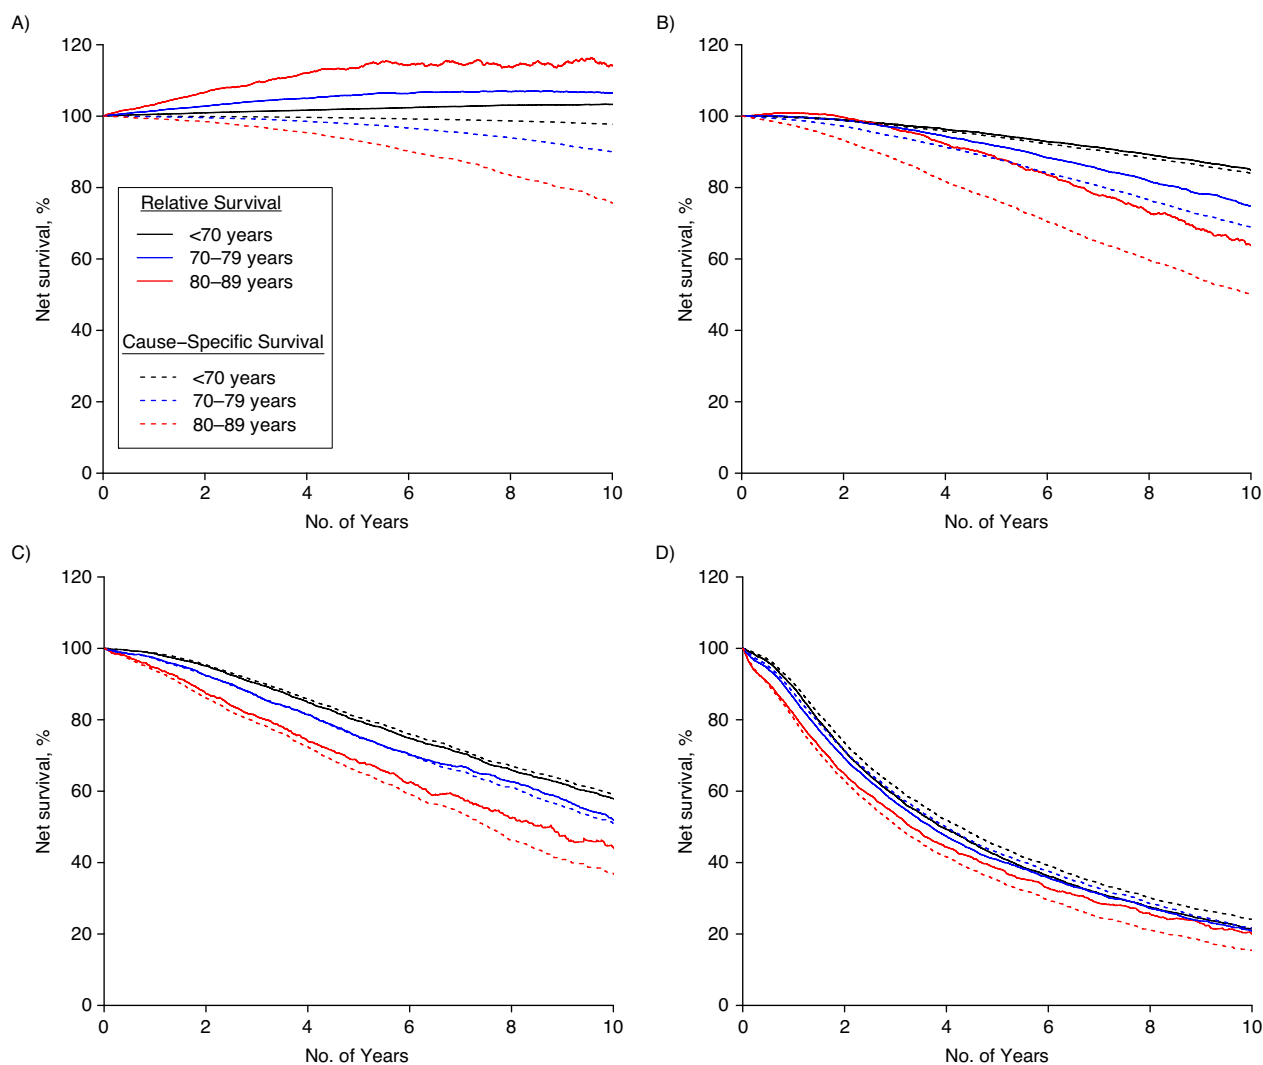 A)
120
100
80
60
40
20
0
Net survival, %
Relative Survival
<70 years
70–79 years
80–89 years
Cause–Specific Survival
<70 years
70–79 years
80–89 years
0 2 4 6 8 10
No. of Years
B)
120
100
80
60
40
20
0
Net survival, %
0 2 4 6 8 10
No. of Years
C)
120
100
80
60
40
20
0
Net survival, %
0 2 4 6 8 10
No. of Years
D)
120
100
80
60
40
20
0
Net survival, %
0 2 4 6 8 10
No. of Years